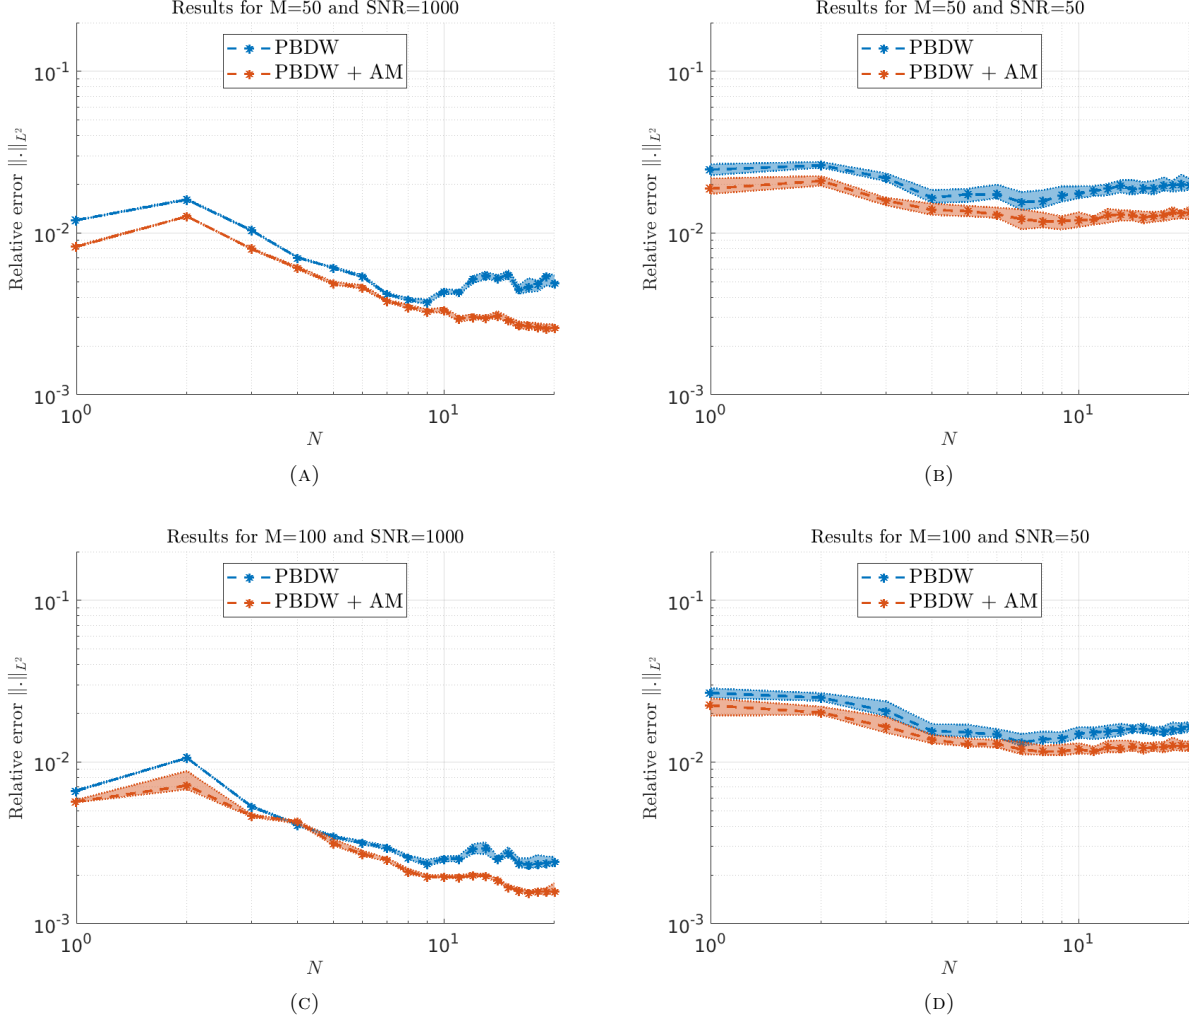 Results for M=50 and SNR=1000
PBDW
PBDW + AM
Relative error ||.||_{L^2}
10^{-1}
10^{-2}
10^{-3}
10^0
10^1
N
(A)
Results for M=50 and SNR=50
PBDW
PBDW + AM
Relative error ||.||_{L^2}
10^{-1}
10^{-2}
10^{-3}
10^0
10^1
N
(B)
Results for M=100 and SNR=1000
PBDW
PBDW + AM
Relative error ||.||_{L^2}
10^{-1}
10^{-2}
10^{-3}
10^0
10^1
N
(C)
Results for M=100 and SNR=50
PBDW
PBDW + AM
Relative error ||.||_{L^2}
10^{-1}
10^{-2}
10^{-3}
10^0
10^1
N
(D)